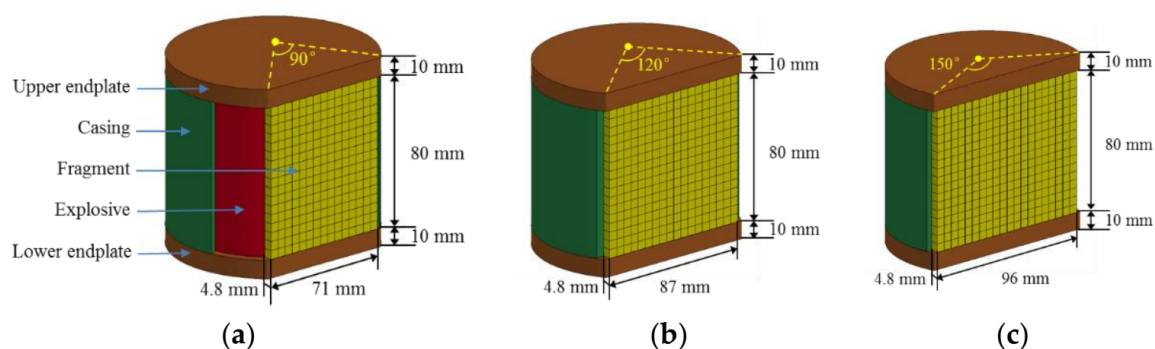 90°
10 mm
Upper endplate
Casing
80 mm
Fragment
Explosive
Lower endplate
10 mm
4.8 mm
71 mm
(a)
120°
10 mm
80 mm
10 mm
4.8 mm
87 mm
(b)
150°
10 mm
80 mm
10 mm
4.8 mm
96 mm
(c)